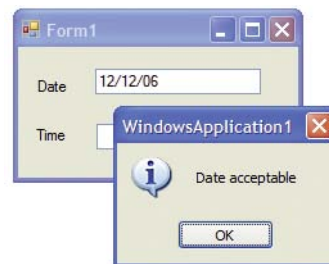 Form1
Date
12/12/06
Time
WindowsApplication1
Date acceptable
OK